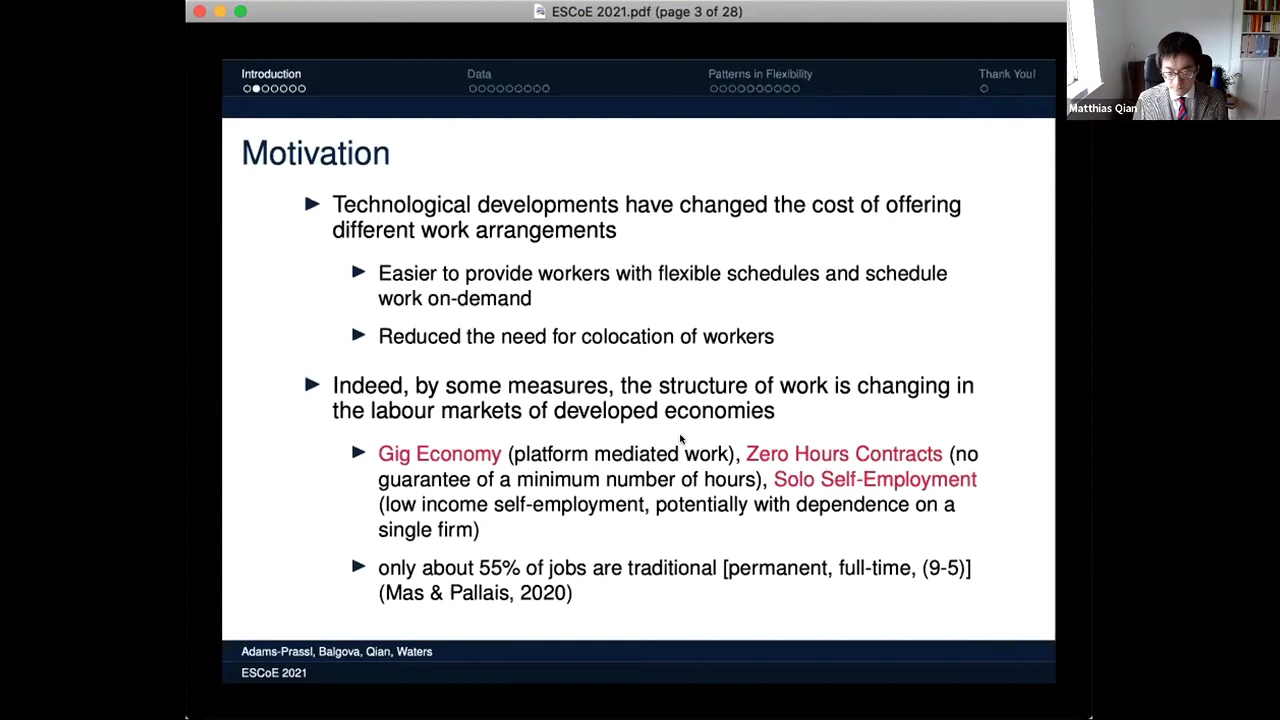 ESCoE 2021.pdf (page 3 of 28)
Introduction
Data
Patterns in Flexibility
Thank You!
Matthias Qian
Motivation
Technological developments have changed the cost of offering
different work arrangements
Easier to provide workers with flexible schedules and schedule
work on-demand
Reduced the need for colocation of workers
Indeed, by some measures, the structure of work is changing in
the labour markets of developed economies
Gig Economy (platform mediated work), Zero Hours Contracts (no
guarantee of a minimum number of hours), Solo Self-Employment
(low income self-employment, potentially with dependence on a
single firm)
only about 55% of jobs are traditional [permanent, full-time, (9-5)]
(Mas & Pallais, 2020)
Adams-Prassl, Balgova, Qian, Waters
ESCoE 2021